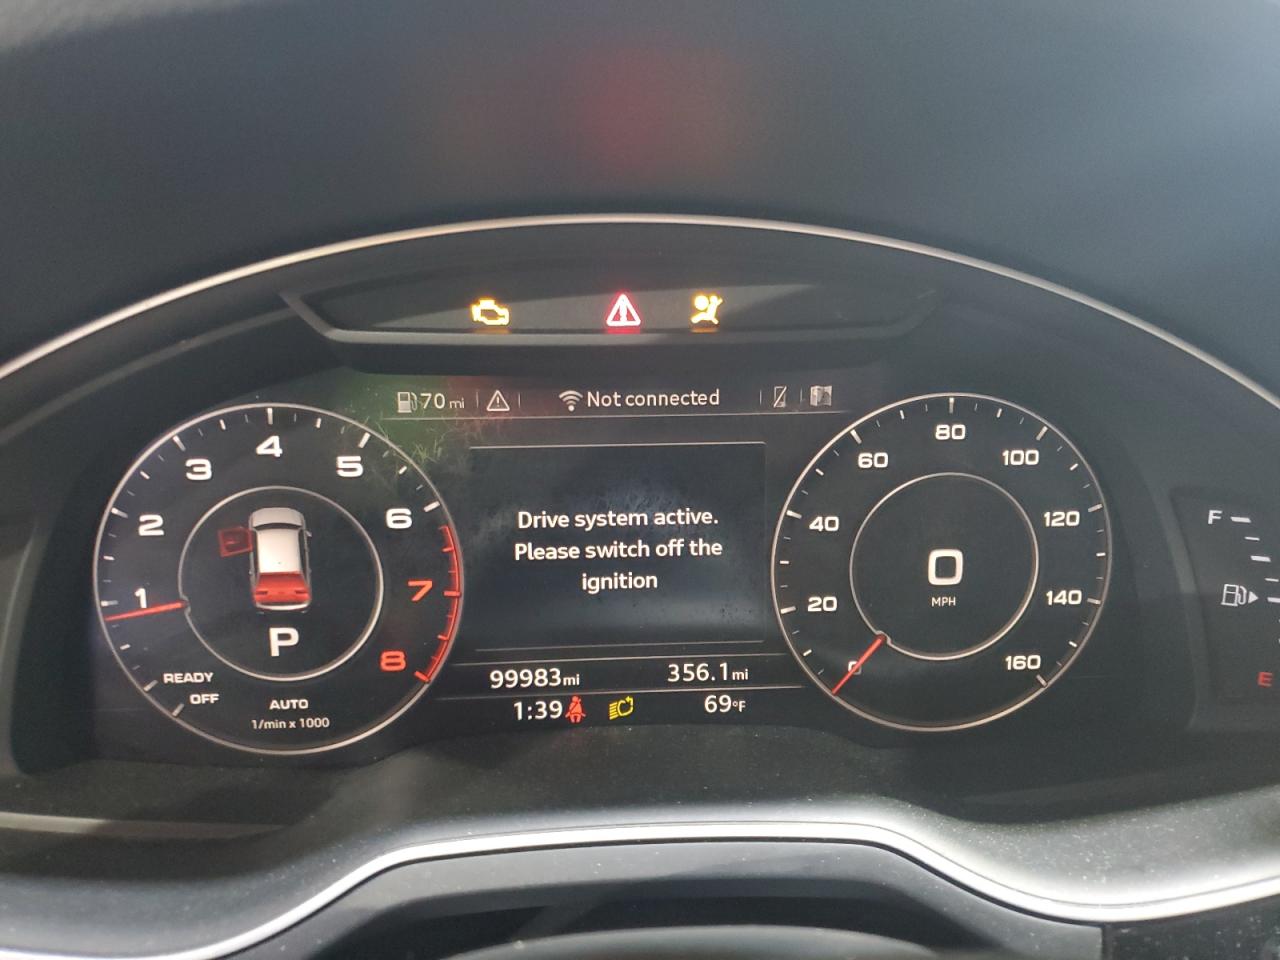 70 mi
Not connected
1
2
3
4
5
6
7
8
P
READY
OFF
AUTO
1/min x 1000
Drive system active.
Please switch off the
ignition
99983mi
356.1mi
1:39
69°F
0
20
40
60
80
100
120
140
160
0
MPH
F
E